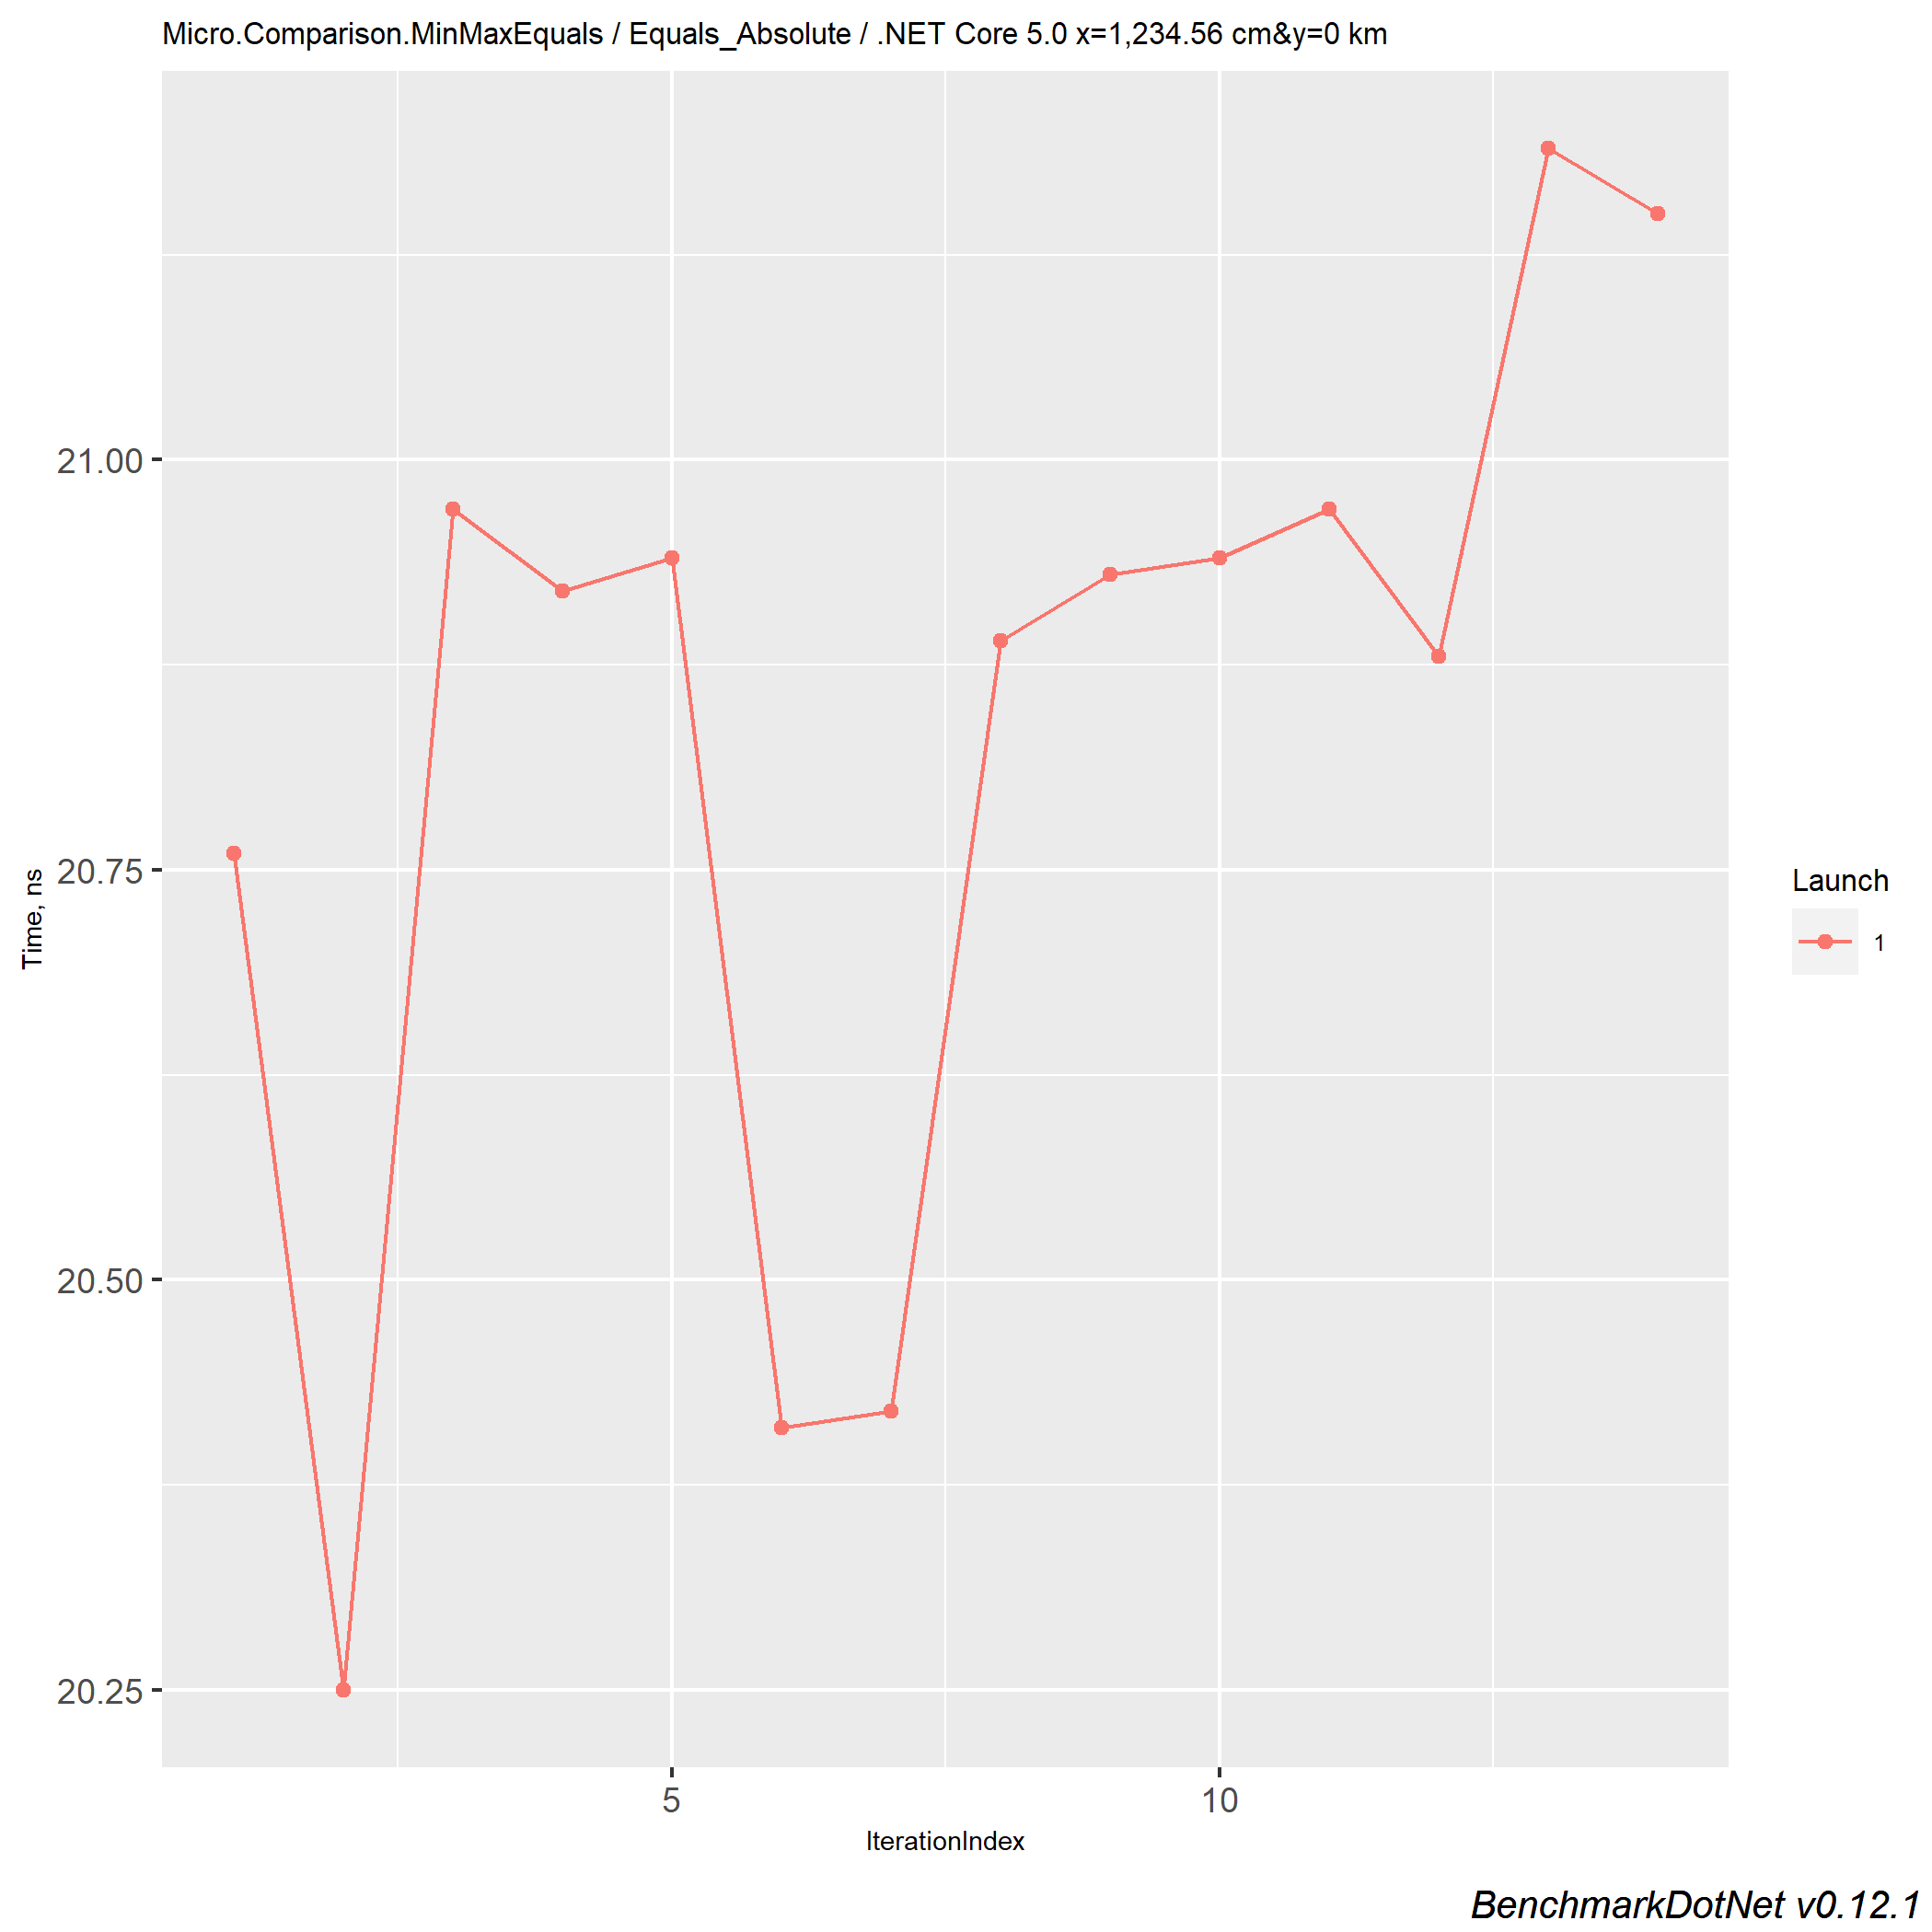 Micro.Comparison.MinMaxEquals / Equals_Absolute / .NET Core 5.0 x=1,234.56 cm&y=0 km
21.00
20.75
20.50
20.25
Time, ns
5
10
IterationIndex
Launch
1
BenchmarkDotNet v0.12.1